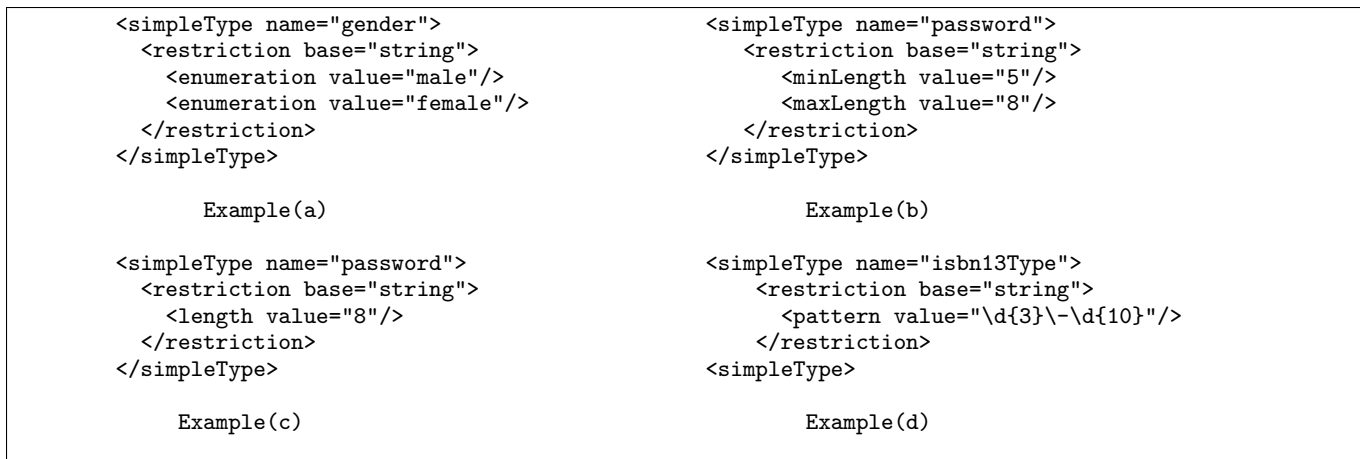 <simpleType name="gender">
  <restriction base="string">
    <enumeration value="male"/>
    <enumeration value="female"/>
  </restriction>
</simpleType>
Example(a)
<simpleType name="password">
  <restriction base="string">
    <minLength value="5"/>
    <maxLength value="8"/>
  </restriction>
</simpleType>
Example(b)
<simpleType name="password">
  <restriction base="string">
    <length value="8"/>
  </restriction>
</simpleType>
Example(c)
<simpleType name="isbn13Type">
  <restriction base="string">
    <pattern value="\d{3}\-\d{10}"/>
  </restriction>
<simpleType>
Example(d)